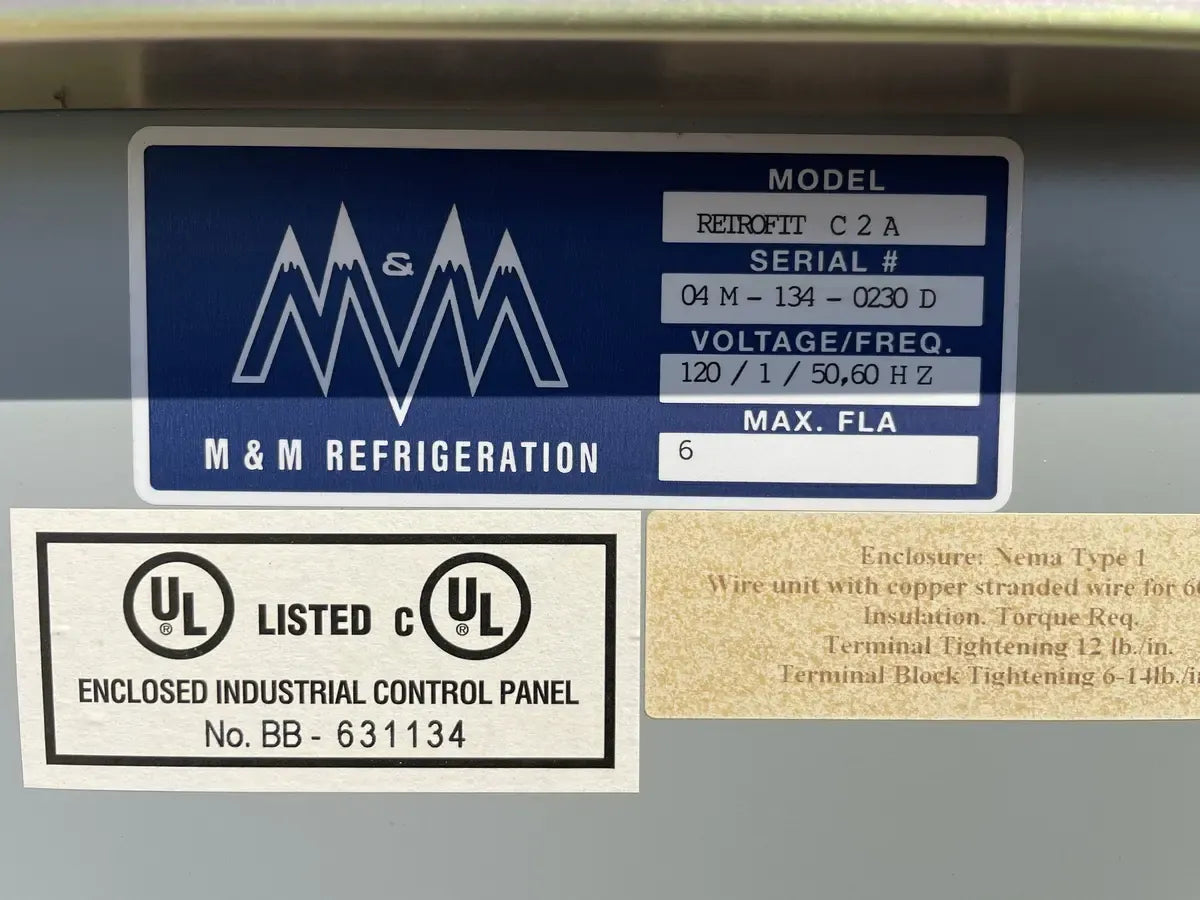 MODEL
RETROFIT C 2 A
SERIAL #
04 M - 134 - 0230 D
VOLTAGE/FREQ.
120 / 1 / 50,60 H Z
MAX. FLA
6
&
M & M REFRIGERATION
UL ® LISTED C UL ®
ENCLOSED INDUSTRIAL CONTROL PANEL
No. BB - 631134
Enclosure: Nema Type 1
Wire unit with copper stranded wire for
Insulation. Torque Req.
Terminal Tightening 12 lb./in.
Terminal Block Tightening 6-14lb./